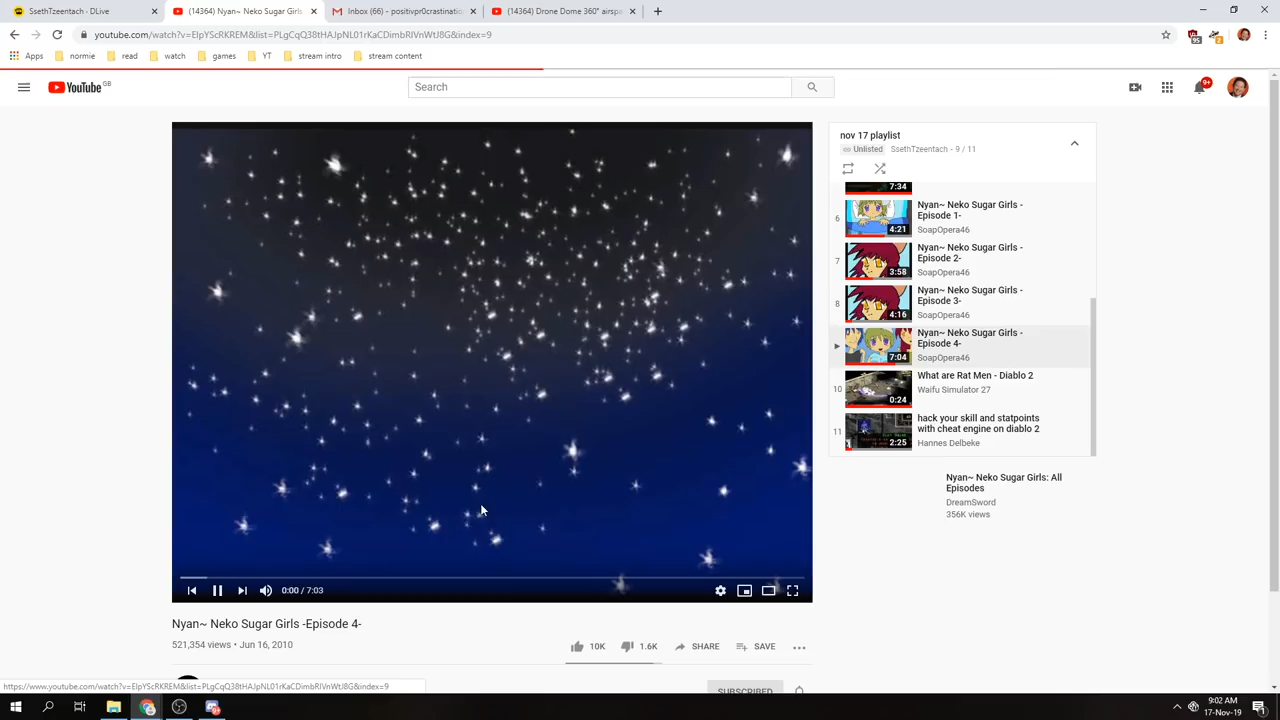 SsethTzeentach - DLive
(14364) Nyan~ Neko Sugar Girls
Inbox (66) – positivpr0crastination
(14364) Drone Dome 360° airspa
youtube.com/watch?v=ElpYScRKREM&list=PLgCqQ38tHAJpNL01rKaCDimbRIVnWtJ8G&index=9
Apps normie read watch games YT stream intro stream content
95 2
YouTube GB
Search
9+
nov 17 playlist
Unlisted SsethTzeentach - 9 / 11
7:34
6 Nyan~ Neko Sugar Girls -
Episode 1-
4:21 SoapOpera46
7 Nyan~ Neko Sugar Girls -
Episode 2-
3:58 SoapOpera46
8 Nyan~ Neko Sugar Girls -
Episode 3-
4:16 SoapOpera46
Nyan~ Neko Sugar Girls -
Episode 4-
7:04 SoapOpera46
10 What are Rat Men - Diablo 2
Waifu Simulator 27
0:24
11 hack your skill and statpoints
with cheat engine on diablo 2
2:25 Hannes Delbeke
Nyan~ Neko Sugar Girls: All
Episodes
DreamSword
356K views
0:00 / 7:03
Nyan~ Neko Sugar Girls -Episode 4-
521,354 views • Jun 16, 2010
10K 1.6K SHARE SAVE
SUBSCRIBED
https://www.youtube.com/watch?v=ElpYScRKREM&list=PLgCqQ38tHAJpNL01rKaCDimbRIVnWtJ8G&index=9
9:02 AM
17-Nov-19